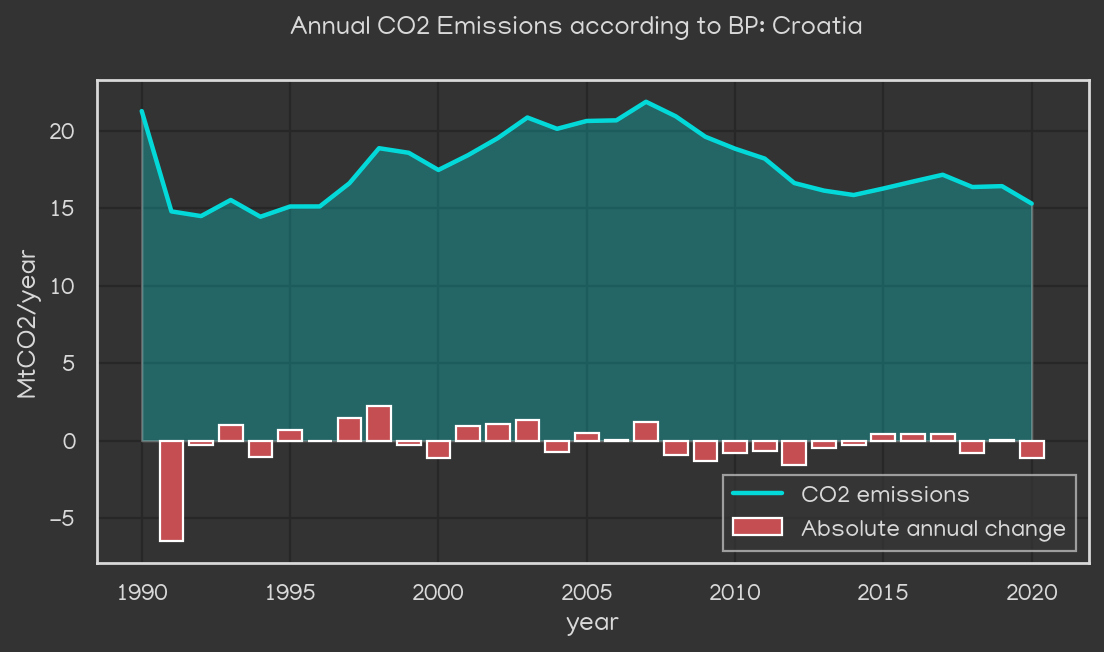 Annual CO2 Emissions according to BP: Croatia
MtCO2/year
20
15
10
5
0
−5
CO2 emissions
Absolute annual change
1990 1995 2000 2005 2010 2015 2020
year